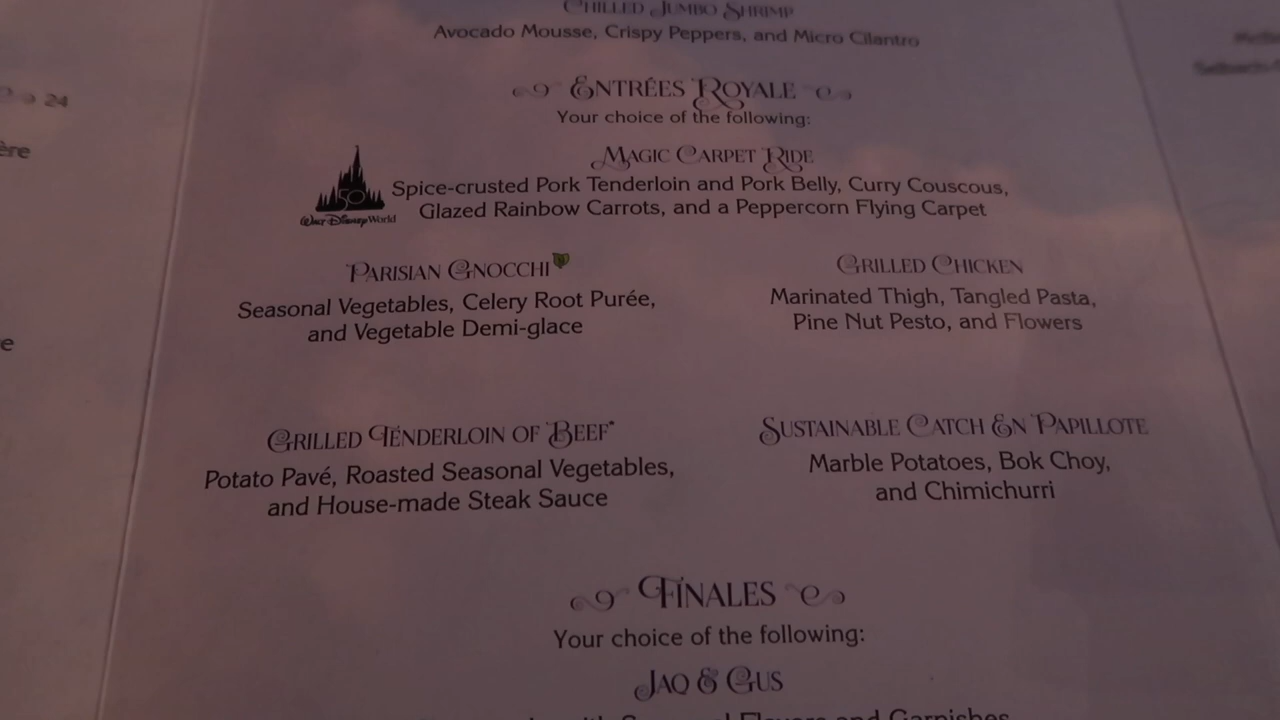 CHILLED JUMBO SHRIMP
Avocado Mousse, Crispy Peppers, and Micro Cilantro
24
ENTRÉES ROYALE
Your choice of the following:
ère
MAGIC CARPET RIDE
50
Walt Disney World
Spice-crusted Pork Tenderloin and Pork Belly, Curry Couscous,
Glazed Rainbow Carrots, and a Peppercorn Flying Carpet
PARISIAN GNOCCHI
Seasonal Vegetables, Celery Root Purée,
and Vegetable Demi-glace
GRILLED CHICKEN
Marinated Thigh, Tangled Pasta,
Pine Nut Pesto, and Flowers
e
GRILLED TENDERLOIN OF BEEF*
Potato Pavé, Roasted Seasonal Vegetables,
and House-made Steak Sauce
SUSTAINABLE CATCH EN PAPILLOTE
Marble Potatoes, Bok Choy,
and Chimichurri
FINALES
Your choice of the following:
JAQ & GUS
and Garnishes